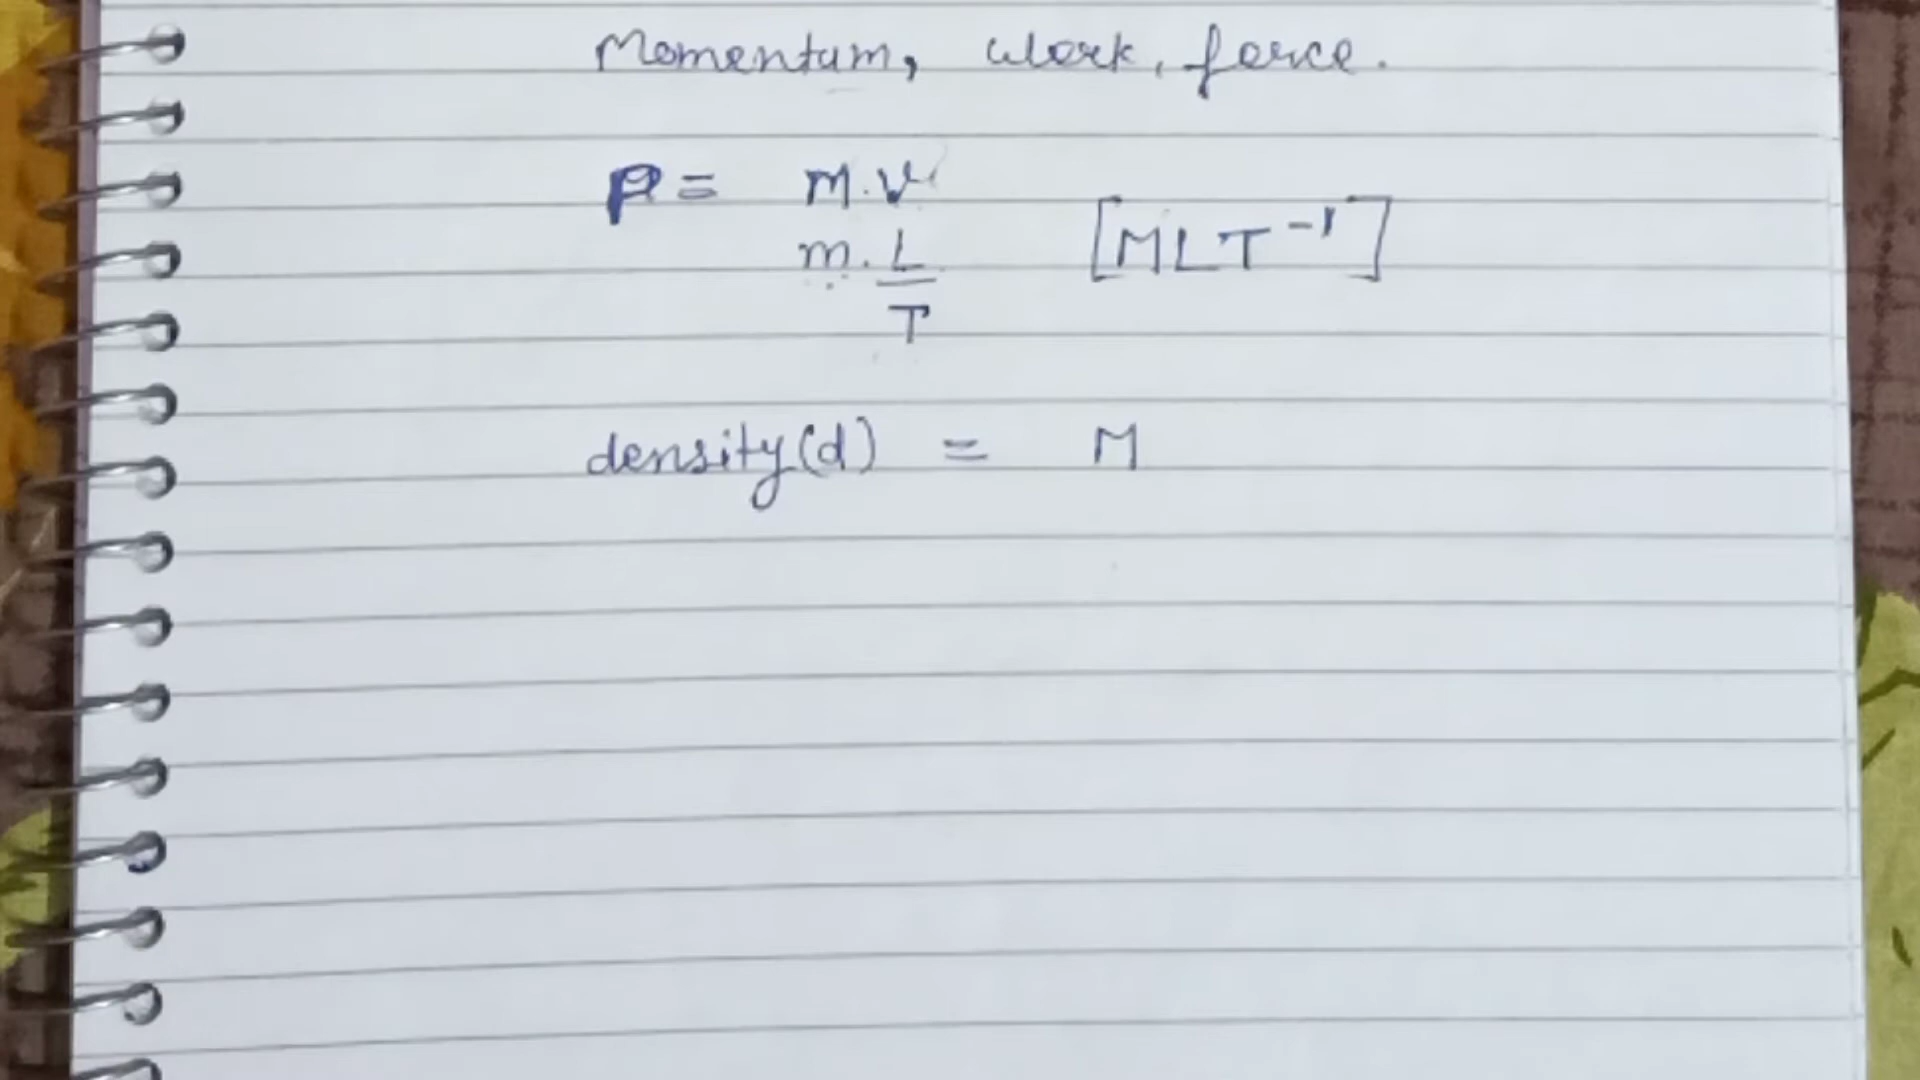 Momentum, work, force.
P = m.v
m. L/T [MLT⁻¹]
density(d) = M